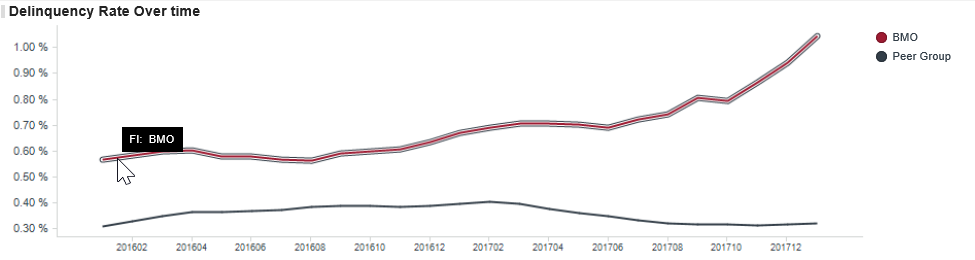 Delinquency Rate Over time
1.00 %
0.90 %
0.80 %
0.70 %
0.60 %
0.50 %
0.40 %
0.30 %
FI: BMO
201602 201604 201606 201608 201610 201612 201702 201704 201706 201708 201710 201712
BMO
Peer Group